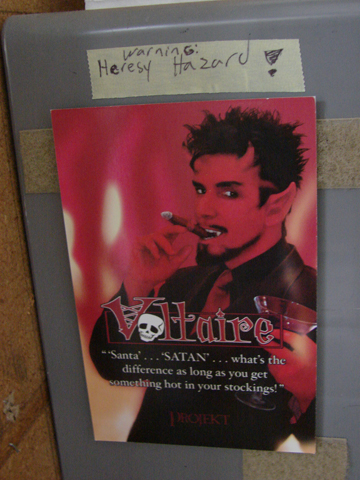 Warning:
Heresy Hazard !
Voltaire
"'Santa' . . . 'SATAN' . . . what's the
difference as long as you get
something hot in your stockings!"
PROJEKT